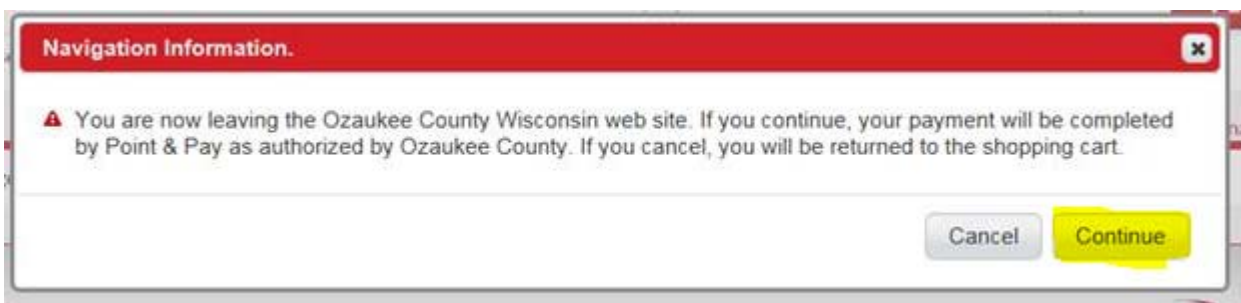 Navigation Information.
You are now leaving the Ozaukee County Wisconsin web site. If you continue, your payment will be completed
by Point & Pay as authorized by Ozaukee County. If you cancel, you will be returned to the shopping cart.
Cancel Continue